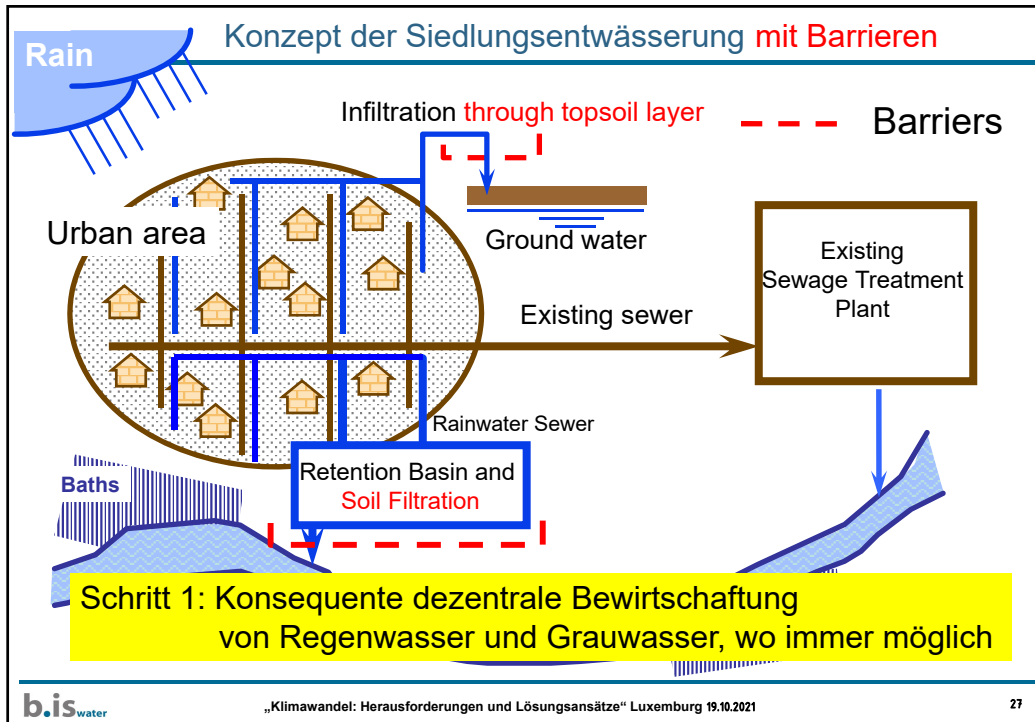 Konzept der Siedlungsentwässerung mit Barrieren
Rain
Infiltration through topsoil layer
Barriers
Urban area
Ground water
Existing
Sewage Treatment
Plant
Existing sewer
Rainwater Sewer
Retention Basin and
Soil Filtration
Baths
Schritt 1: Konsequente dezentrale Bewirtschaftung
von Regenwasser und Grauwasser, wo immer möglich
b.is water
„Klimawandel: Herausforderungen und Lösungsansätze“ Luxemburg 19.10.2021
27